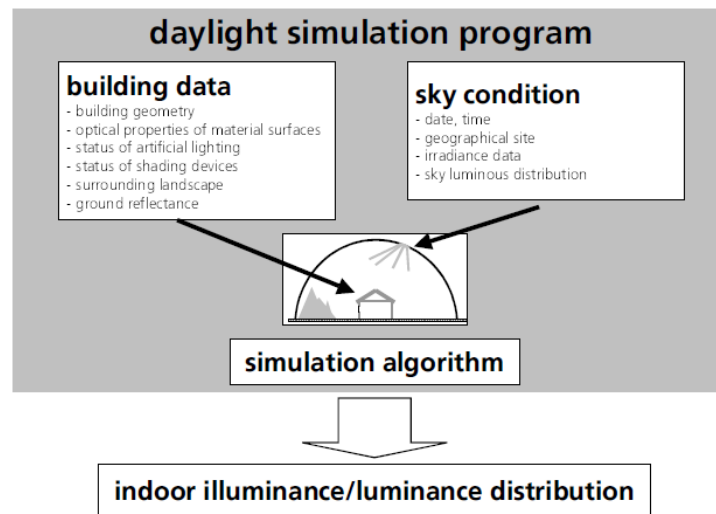 daylight simulation program
building data
- building geometry
- optical properties of material surfaces
- status of artificial lighting
- status of shading devices
- surrounding landscape
- ground reflectance
sky condition
- date, time
- geographical site
- irradiance data
- sky luminous distribution
simulation algorithm
indoor illuminance/luminance distribution